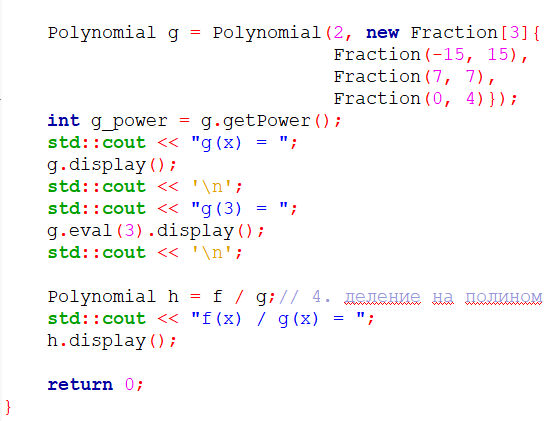 Polynomial g = Polynomial(2, new Fraction[3]{
Fraction(-15, 15),
Fraction(7, 7),
Fraction(0, 4)});
int g_power = g.getPower();
std::cout << "g(x) = ";
g.display();
std::cout << '\n';
std::cout << "g(3) = ";
g.eval(3).display();
std::cout << '\n';
Polynomial h = f / g;// 4. деление на полином
std::cout << "f(x) / g(x) = ";
h.display();
return 0;
}